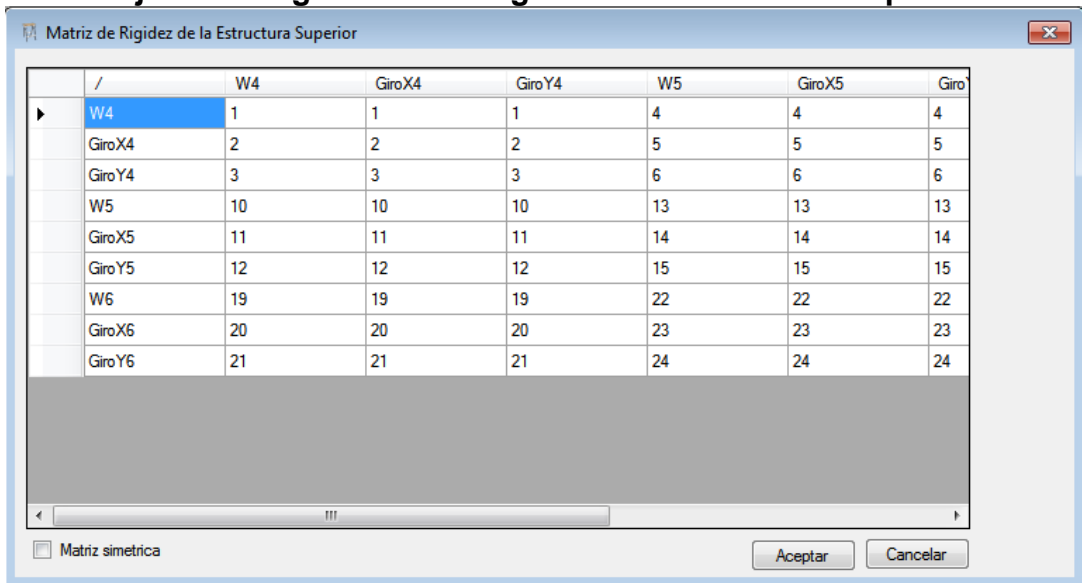 Matriz de Rigidez de la Estructura Superior
/ W4 GiroX4 GiroY4 W5 GiroX5 Giro
W4 1 1 1 4 4 4
GiroX4 2 2 2 5 5 5
GiroY4 3 3 3 6 6 6
W5 10 10 10 13 13 13
GiroX5 11 11 11 14 14 14
GiroY5 12 12 12 15 15 15
W6 19 19 19 22 22 22
GiroX6 20 20 20 23 23 23
GiroY6 21 21 21 24 24 24
Matriz simetrica
Aceptar Cancelar